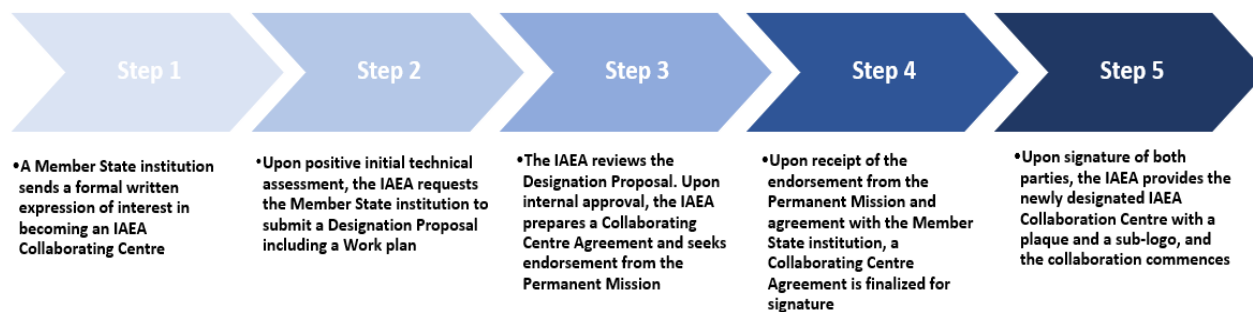 Step 1
Step 2
Step 3
Step 4
Step 5
•A Member State institution
sends a formal written
expression of interest in
becoming an IAEA
Collaborating Centre
•Upon positive initial technical
assessment, the IAEA requests
the Member State institution to
submit a Designation Proposal
including a Work plan
•The IAEA reviews the
Designation Proposal. Upon
internal approval, the IAEA
prepares a Collaborating
Centre Agreement and seeks
endorsement from the
Permanent Mission
•Upon receipt of the
endorsement from the
Permanent Mission and
agreement with the Member
State institution, a
Collaborating Centre
Agreement is finalized for
signature
•Upon signature of both
parties, the IAEA provides the
newly designated IAEA
Collaboration Centre with a
plaque and a sub-logo, and
the collaboration commences